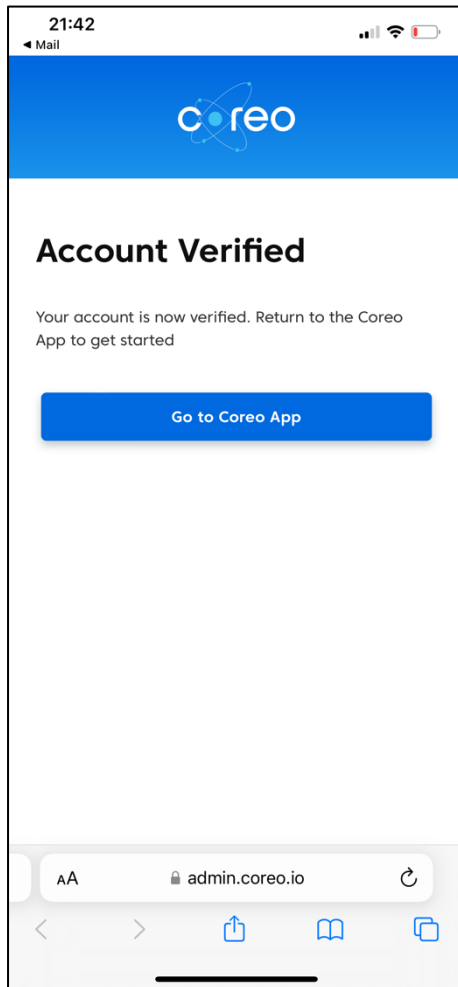 21:42
◀ Mail
coreo
Account Verified
Your account is now verified. Return to the Coreo
App to get started
Go to Coreo App
AA
admin.coreo.io